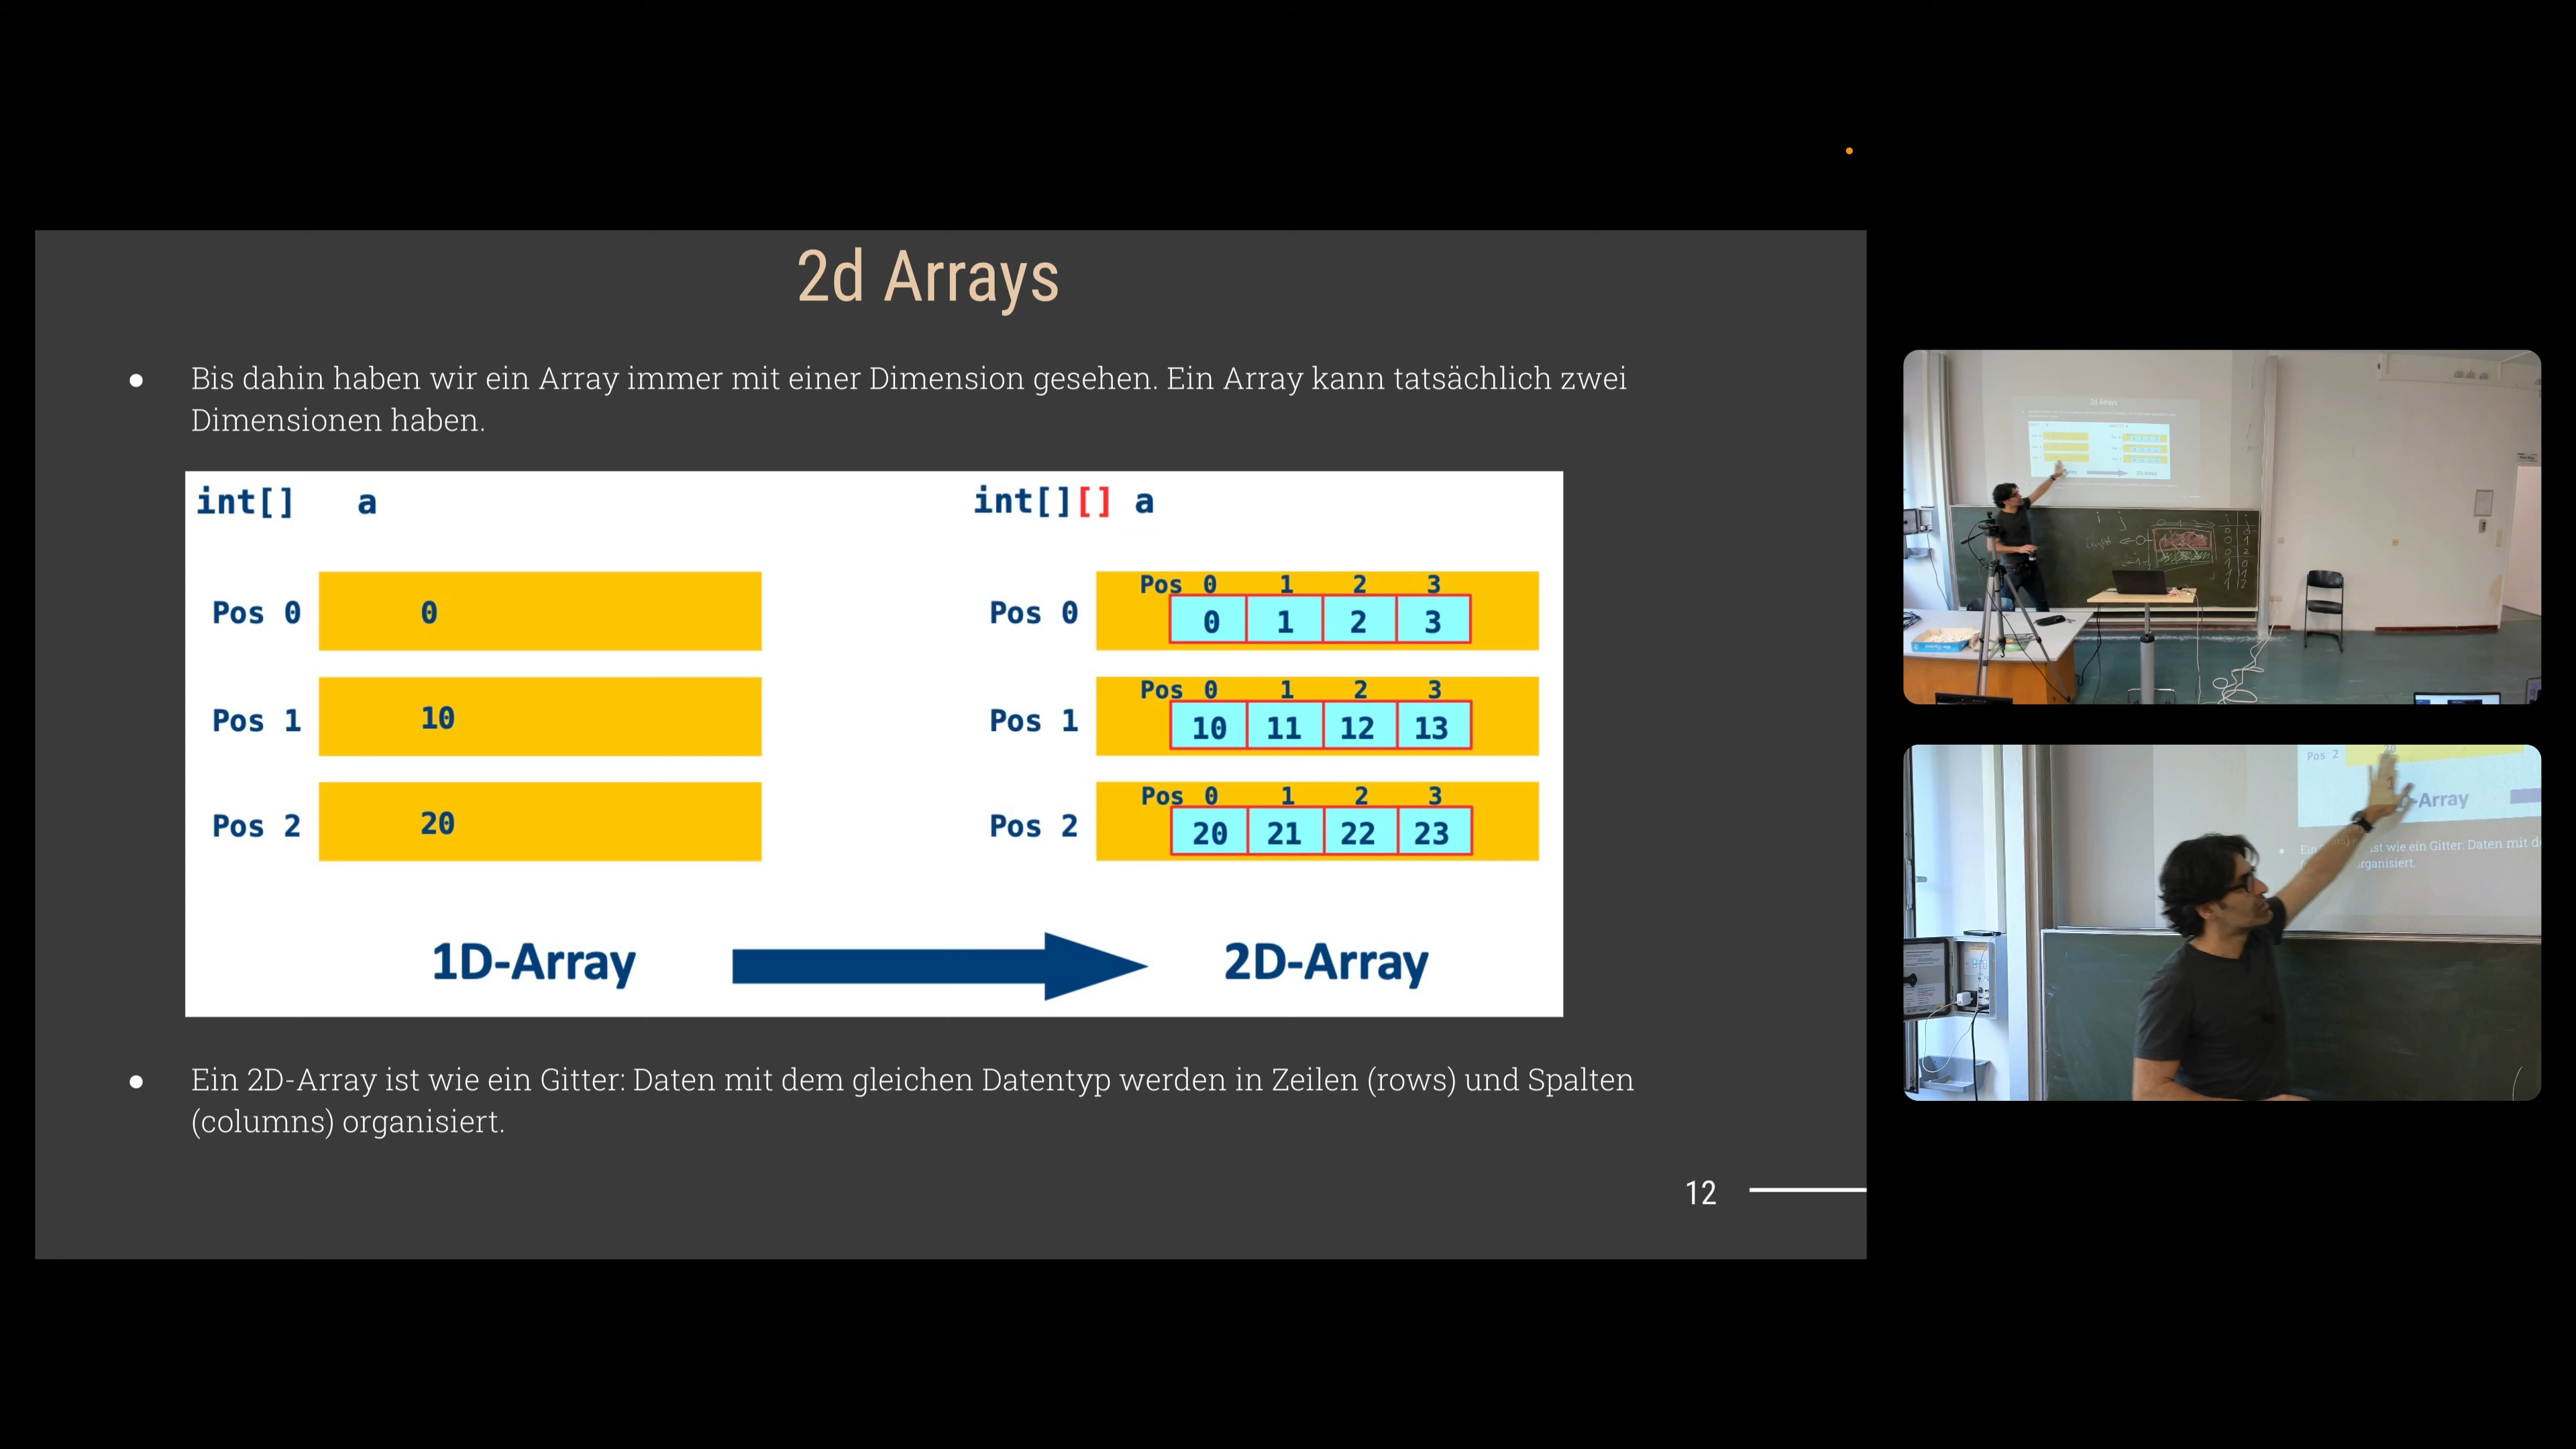 2d Arrays
● Bis dahin haben wir ein Array immer mit einer Dimension gesehen. Ein Array kann tatsächlich zwei
Dimensionen haben.
int[] a
Pos 0 0
Pos 1 10
Pos 2 20
1D-Array
int[][] a
Pos 0 1 2 3
Pos 0 0 1 2 3
Pos 0 1 2 3
Pos 1 10 11 12 13
Pos 0 1 2 3
Pos 2 20 21 22 23
2D-Array
● Ein 2D-Array ist wie ein Gitter: Daten mit dem gleichen Datentyp werden in Zeilen (rows) und Spalten
(columns) organisiert.
12
2d Arrays
Pos 2
-Array
ist wie ein Gitter: Daten mit d
rganisiert.